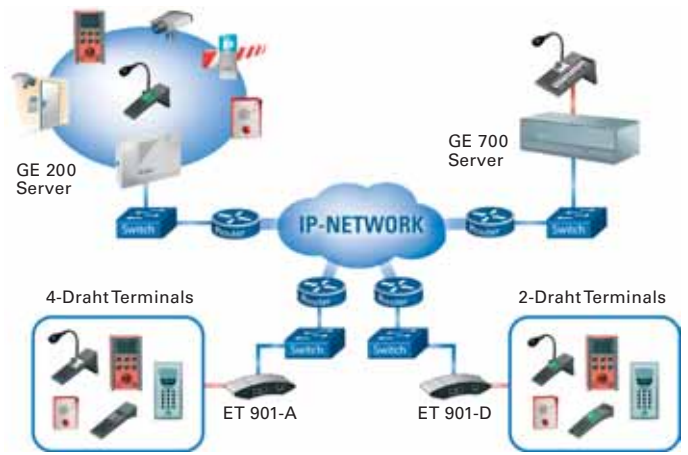 GE 200
Server
GE 700
Server
Switch
Router
IP-NETWORK
Router
Switch
4-Draht Terminals
Router
Router
2-Draht Terminals
Switch
Switch
ET 901-A
ET 901-D